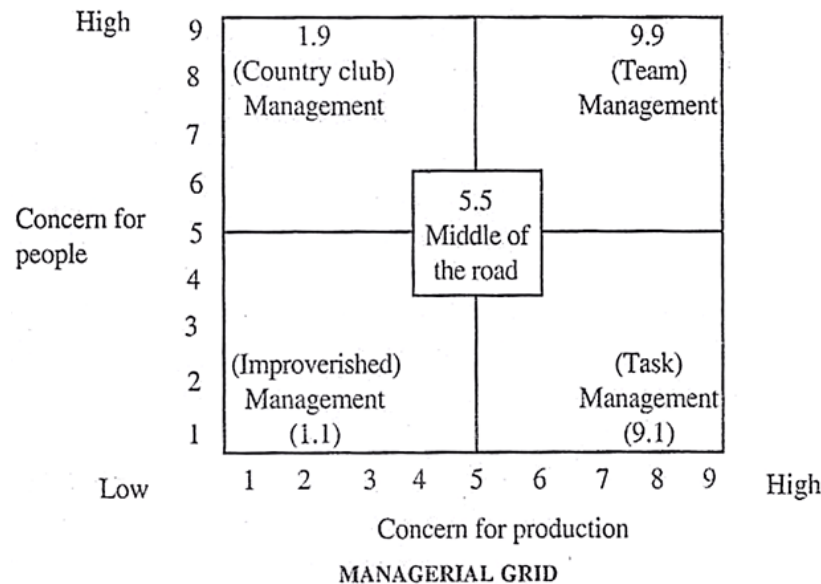 High
9
8
7
6
5
4
3
2
1
Concern for
people
1.9
(Country club)
Management
9.9
(Team)
Management
5.5
Middle of
the road
(Improverished)
Management
(1.1)
(Task)
Management
(9.1)
Low
1 2 3 4 5 6 7 8 9
High
Concern for production
MANAGERIAL GRID